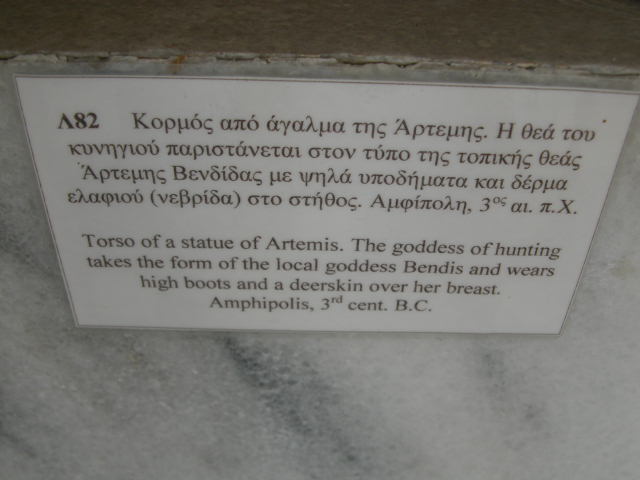 Λ82 Κορμός από άγαλμα της Άρτεμης. Η θεά του
κυνηγιού παριστάνεται στον τύπο της τοπικής θεάς
Άρτεμης Βενδίδας με ψηλά υποδήματα και δέρμα
ελαφιού (νεβρίδα) στο στήθος. Αμφίπολη, 3ος αι. π.Χ.
Torso of a statue of Artemis. The goddess of hunting
takes the form of the local goddess Bendis and wears
high boots and a deerskin over her breast.
Amphipolis, 3rd cent. B.C.